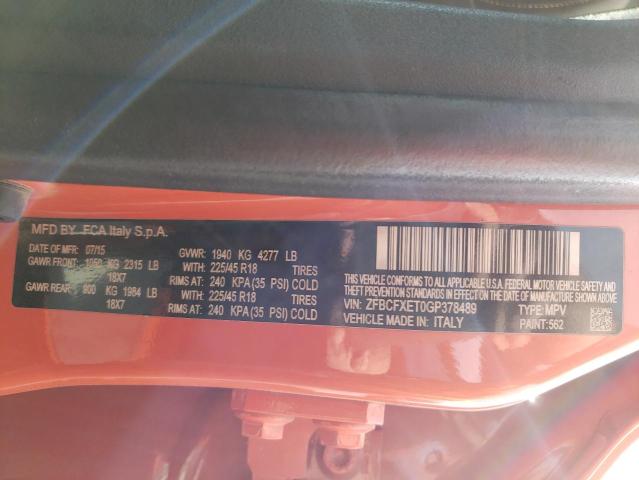 MFD BY FCA Italy S.p.A.
DATE OF MFR: 07/15 GVWR: 1940 KG 4277 LB
GAWR FRONT: 1050 KG 2315 LB WITH: 225/45 R18 TIRES
18X7 RIMS AT: 240 KPA (35 PSI) COLD
GAWR REAR: 900 KG 1984 LB WITH: 225/45 R18 TIRES
18X7 RIMS AT: 240 KPA (35 PSI) COLD
THIS VEHICLE CONFORMS TO ALL APPLICABLE U.S.A. FEDERAL MOTOR VEHICLE SAFETY
BUMPER, AND THEFT PREVENTION STANDARDS IN EFFECT ON THE DATE OF MFR SHOWN ABOVE
VIN: ZFBCFXET0GP378489 TYPE: MPV
VEHICLE MADE IN: ITALY PAINT: 562